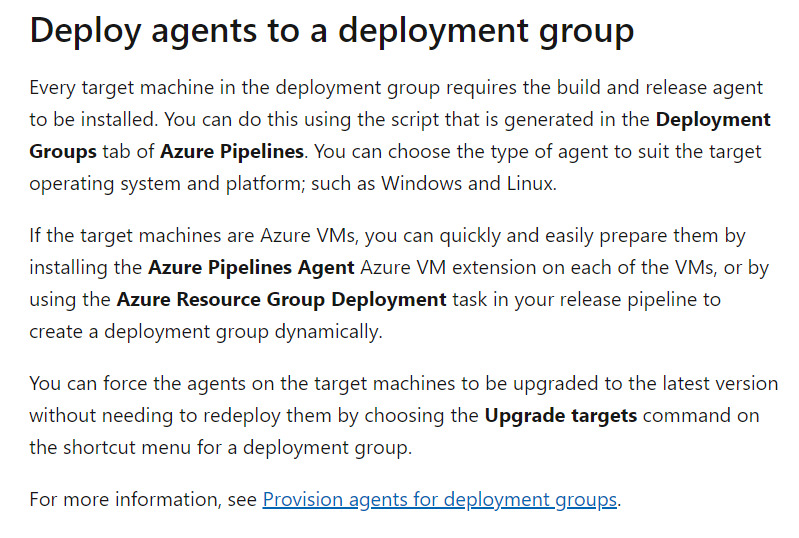 Deploy agents to a deployment group
Every target machine in the deployment group requires the build and release agent
to be installed. You can do this using the script that is generated in the Deployment
Groups tab of Azure Pipelines. You can choose the type of agent to suit the target
operating system and platform; such as Windows and Linux.
If the target machines are Azure VMs, you can quickly and easily prepare them by
installing the Azure Pipelines Agent Azure VM extension on each of the VMs, or by
using the Azure Resource Group Deployment task in your release pipeline to
create a deployment group dynamically.
You can force the agents on the target machines to be upgraded to the latest version
without needing to redeploy them by choosing the Upgrade targets command on
the shortcut menu for a deployment group.
For more information, see Provision agents for deployment groups.